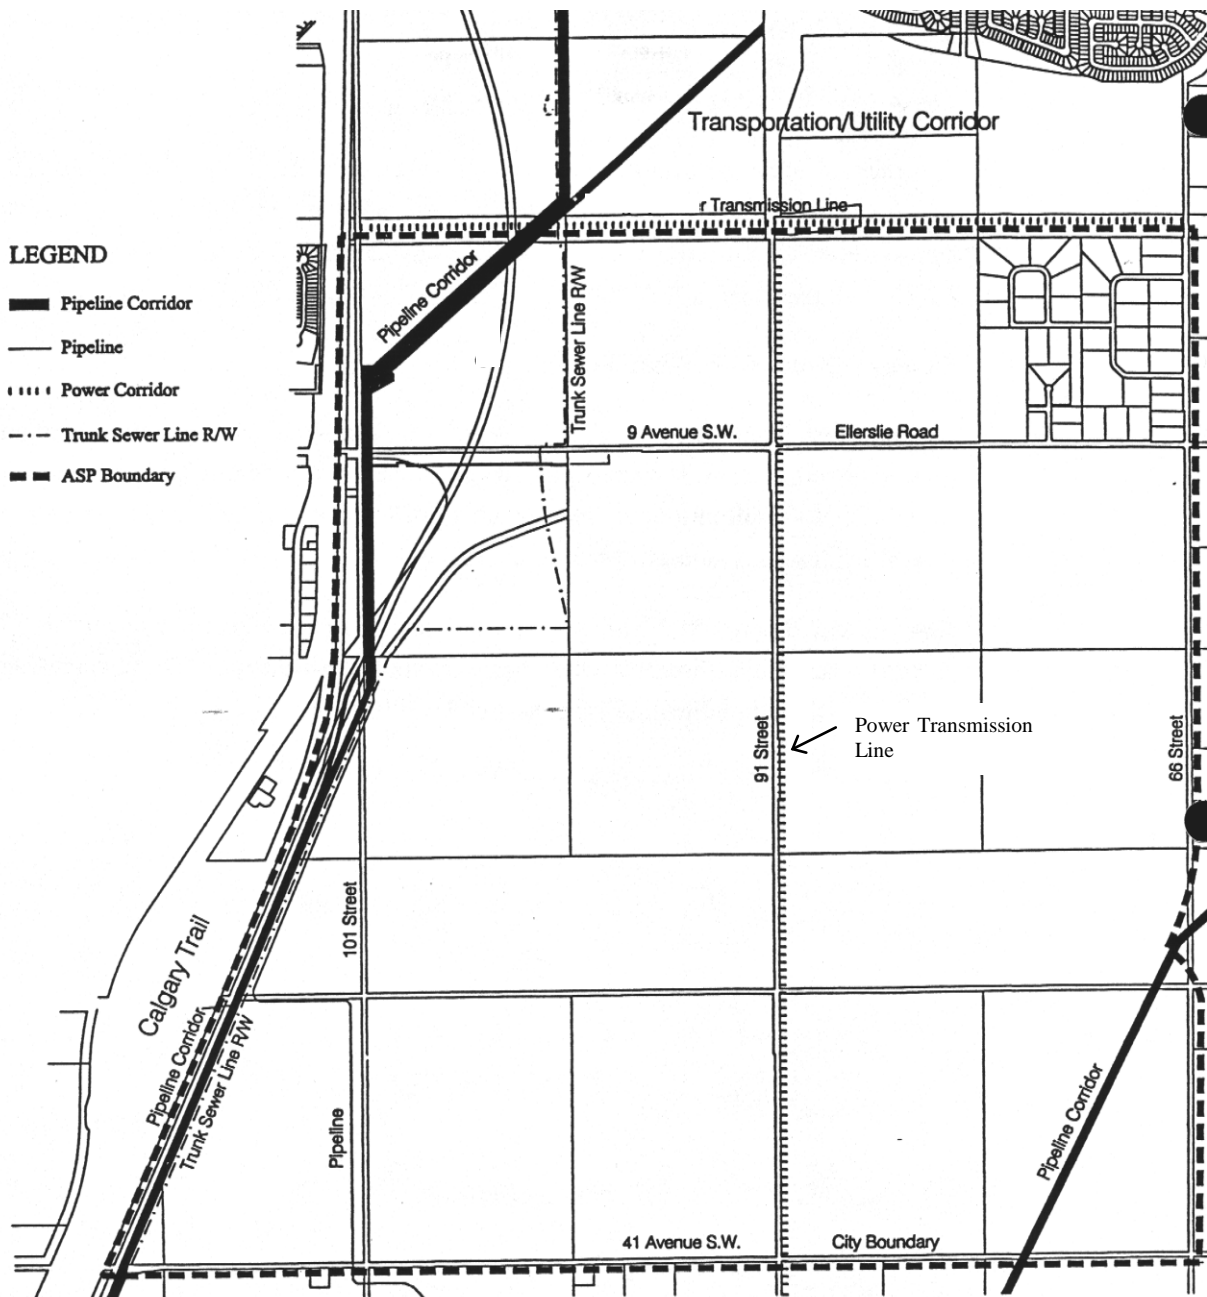 Transportation/Utility Corridor
r Transmission Line
LEGEND
Pipeline Corridor
Pipeline
Power Corridor
Trunk Sewer Line R/W
ASP Boundary
Pipeline Corridor
Trunk Sewer Line R/W
9 Avenue S.W.
Ellerslie Road
91 Street
Power Transmission
Line
66 Street
101 Street
Calgary Trail
Pipeline Corridor
Trunk Sewer Line R/W
Pipeline
Pipeline Corridor
41 Avenue S.W.
City Boundary